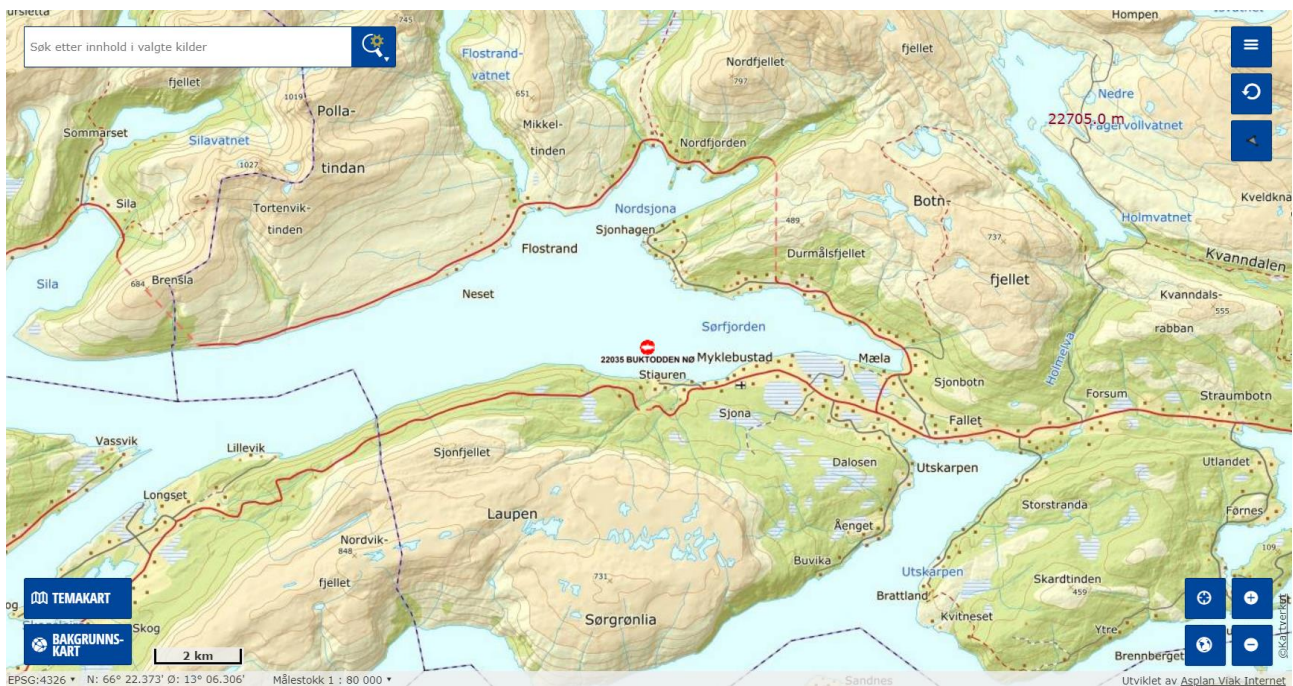 745
Hompen
Søk etter innhold i valgte kilder
Flostrand-
vatnet
fjellet
Nordfjellet
797
fjellet
1019
Polla-
tindan
651
Nedre
22705.0 m
Fagervollvatnet
Sommarset
Silavatnet
Mikkel-
tinden
Nordfjorden
1027
Sila
Tortenvik-
tinden
Nordsjona
Sjonhagen
489
Botn-
fjellet
737
Holmvatnet
Kvanndalen
Flostrand
Durmålsfjellet
Sila
684
Brensla
Neset
Kvanndals-
rabban
555
Sørfjorden
Holmelva
22035 BUKTODDEN NØ
Myklebustad
Mæla
Stiauren
Sjonbotn
Forsum
Straumbotn
Sjona
Fallet
Vassvik
Lillevik
Sjonfjellet
Dalosen
Utskarpen
Utlandet
Longset
Laupen
Storstranda
Førnes
Nordvik-
848
fjellet
Åenget
109
Buvika
731
Utskarpen
Skardtinden
459
TEMAKART
Brattland
Kvitneset
Sørgrønlia
Skog
BAKGRUNNS-
KART
Ytre
2 km
Brennberget
©Kartverket
EPSG:4326 N: 66° 22.373' Ø: 13° 06.306' Målestokk 1 : 80 000
Sandnes
Utviklet av Asplan Viak Internet